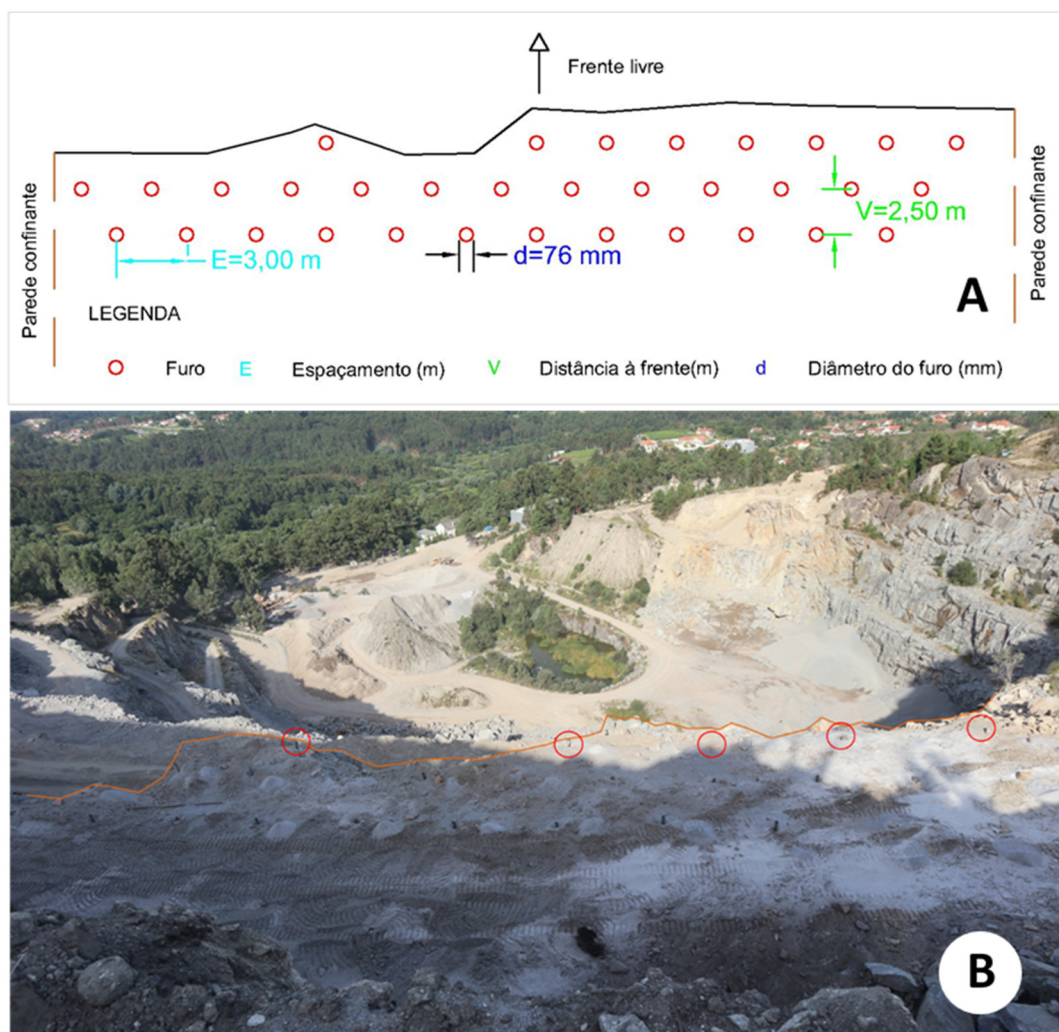 Frente livre
Parede confinante
Parede confinante
V=2,50 m
E=3,00 m
d=76 mm
A
LEGENDA
Furo
E
Espaçamento (m)
V
Distância à frente(m)
d
Diâmetro do furo (mm)
B